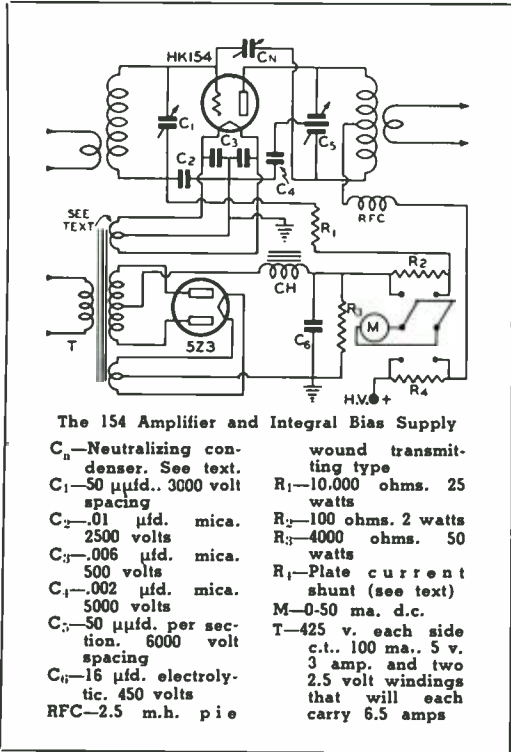 HK154
CN
C1
C3
C2
C5
C4
SEE
TEXT
R1
RFC
R2
CH
R3
M
T
5Z3
C6
H.V. +
R4
The 154 Amplifier and Integral Bias Supply
Cn—Neutralizing con-
denser. See text.
C1—50 μμfd.. 3000 volt
spacing
C2—.01 μfd. mica.
2500 volts
C3—.006 μfd. mica.
500 volts
C4—.002 μfd. mica.
5000 volts
C5—50 μμfd. per sec-
tion. 6000 volt
spacing
C6—16 μfd. electroly-
tic. 450 volts
RFC—2.5 m.h. pie
wound transmit-
ting type
R1—10.000 ohms. 25
watts
R2—100 ohms. 2 watts
R3—4000 ohms. 50
watts
R4—Plate current
shunt (see text)
M—0-50 ma. d.c.
T—425 v. each side
c.t.. 100 ma.. 5 v.
3 amp. and two
2.5 volt windings
that will each
carry 6.5 amps